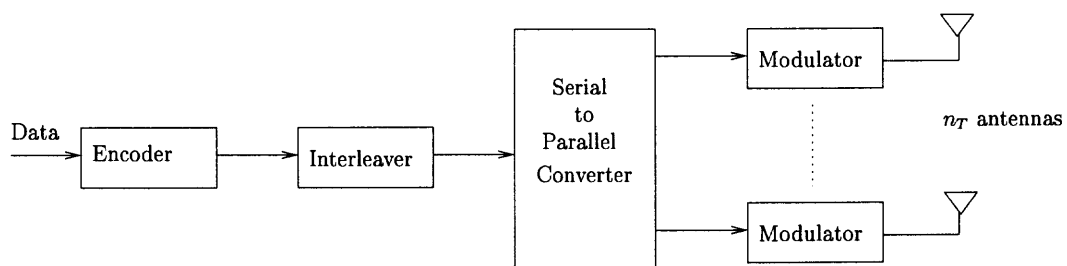 Data
Encoder
Interleaver
Serial
to
Parallel
Converter
Modulator
Modulator
n_T antennas